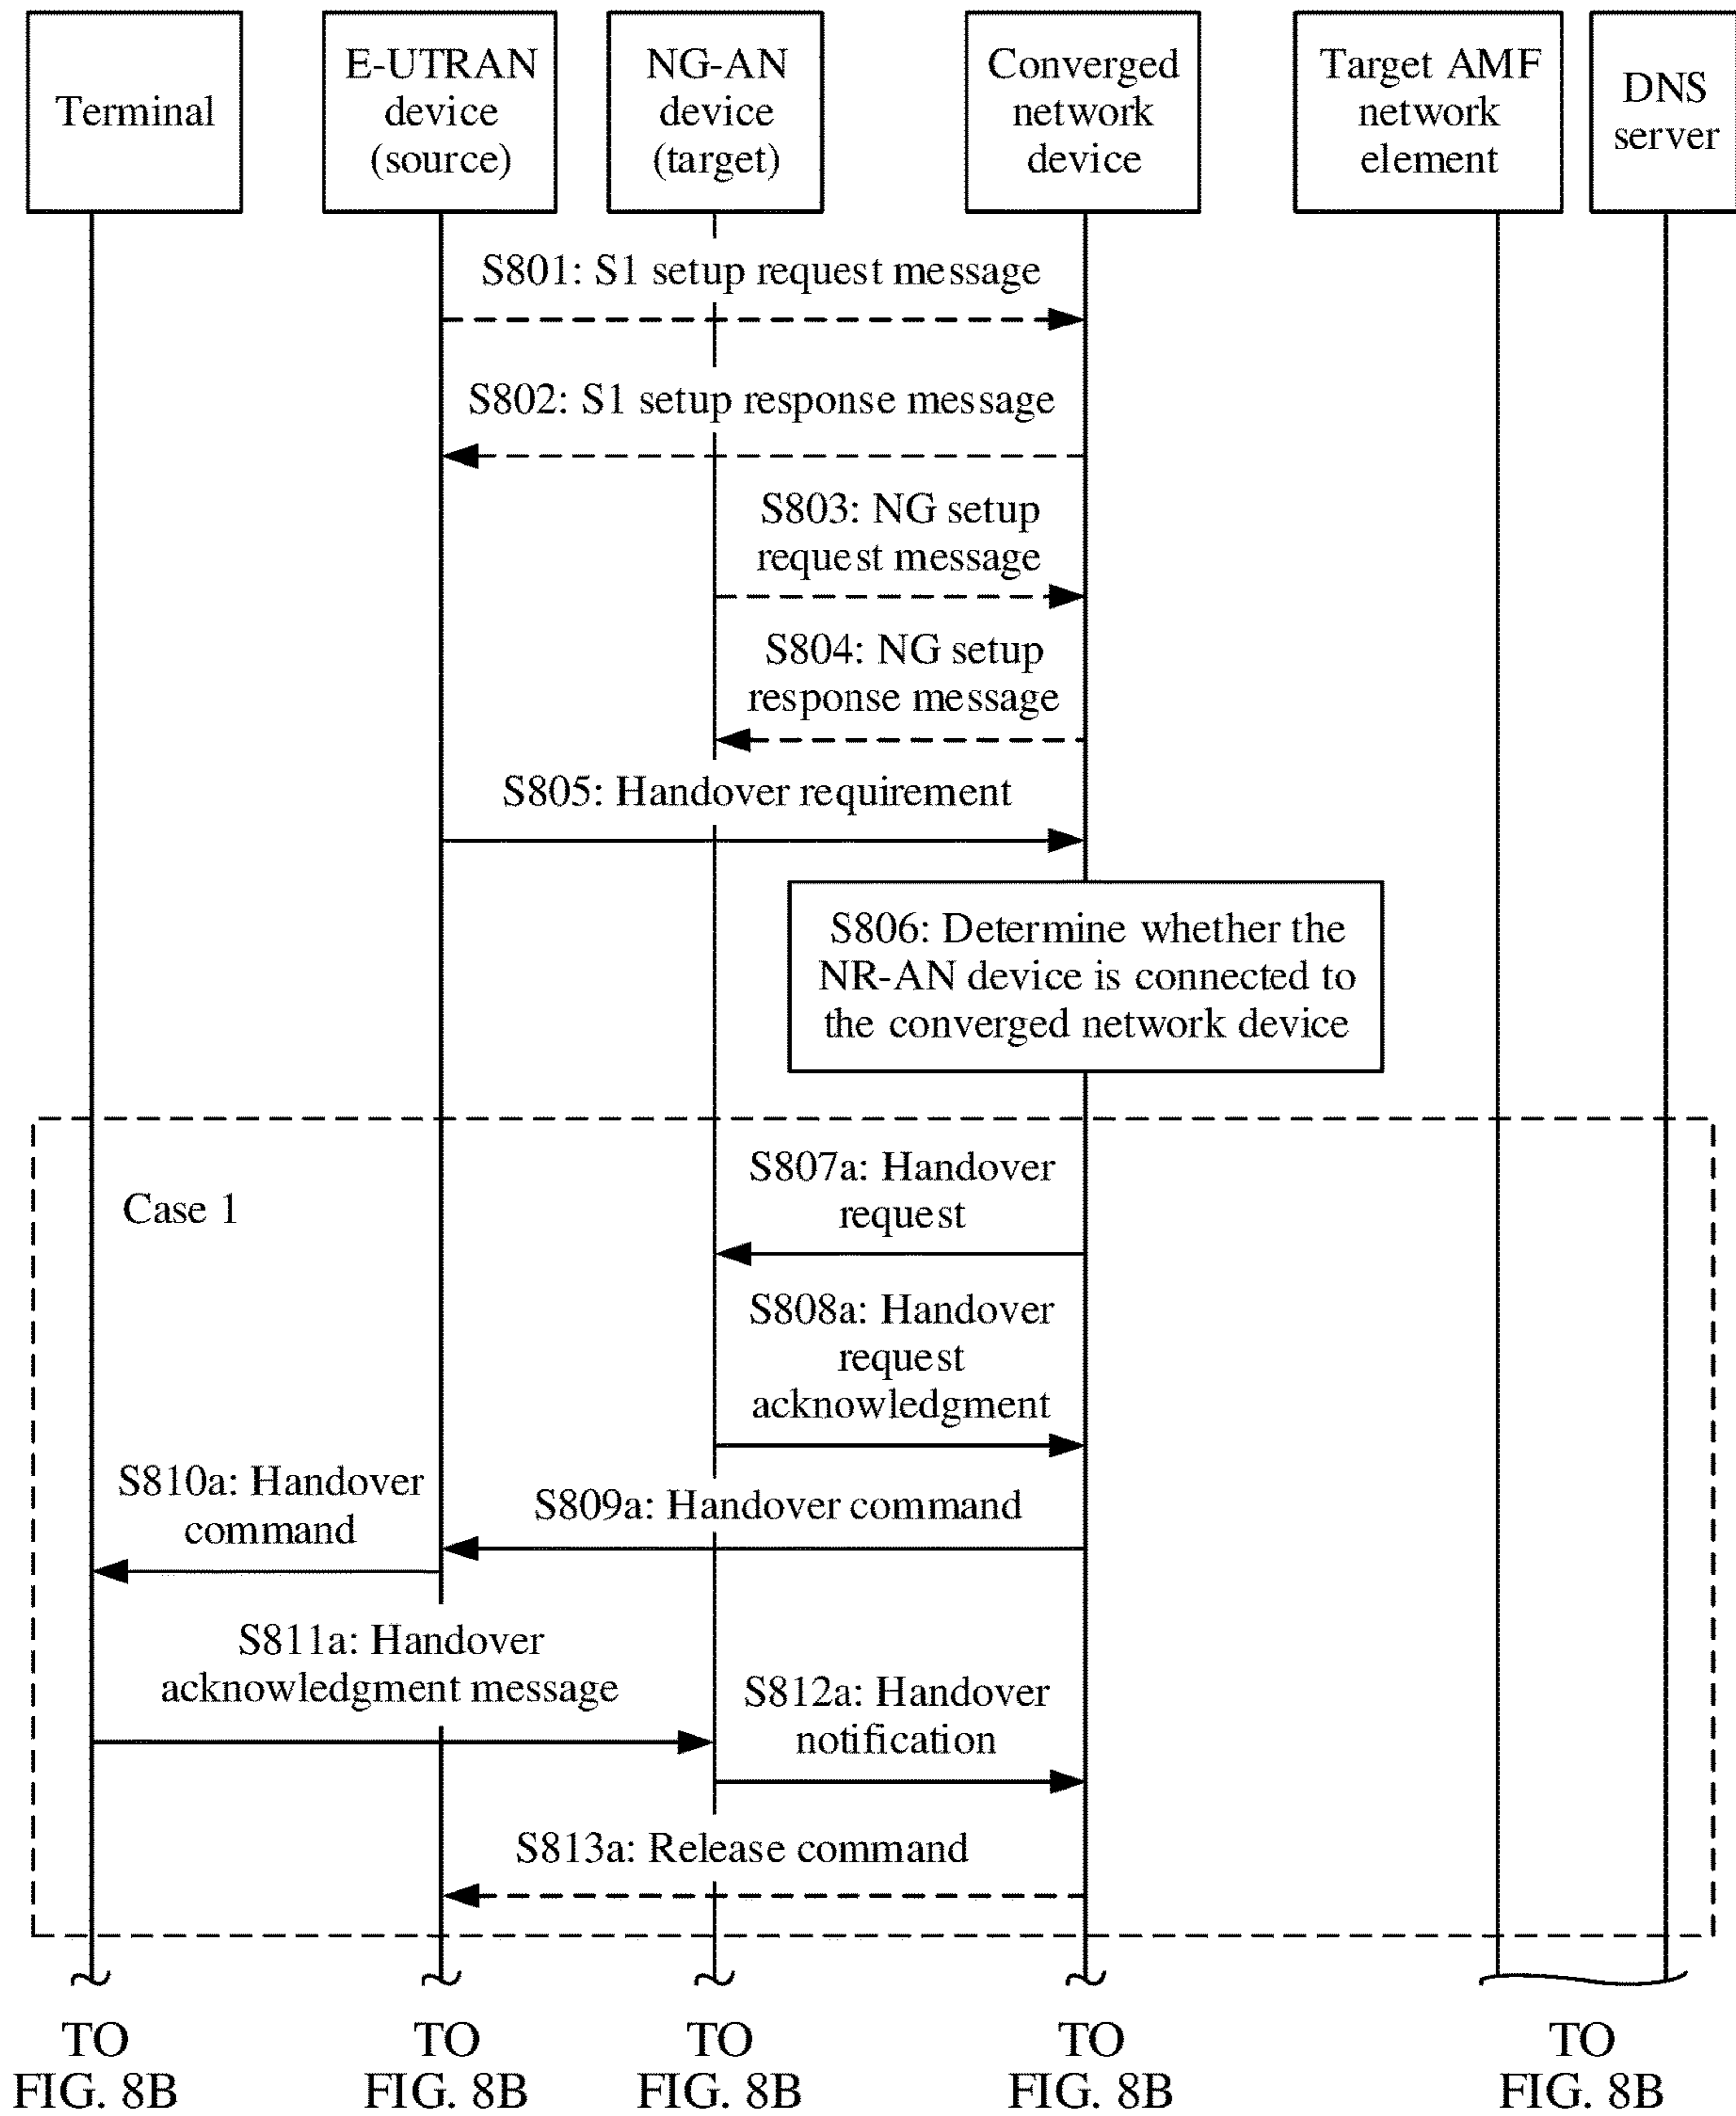 Terminal
E-UTRAN
device
(source)
NG-AN
device
(target)
Converged
network
device
Target AMF
network
element
DNS
server
S801: S1 setup request message
S802: S1 setup response message
S803: NG setup
request message
S804: NG setup
response message
S805: Handover requirement
S806: Determine whether the
NR-AN device is connected to
the converged network device
Case 1
S807a: Handover
request
S808a: Handover
request
acknowledgment
S809a: Handover command
S810a: Handover
command
S811a: Handover
acknowledgment message
S812a: Handover
notification
S813a: Release command
TO
FIG. 8B
TO
FIG. 8B
TO
FIG. 8B
TO
FIG. 8B
TO
FIG. 8B